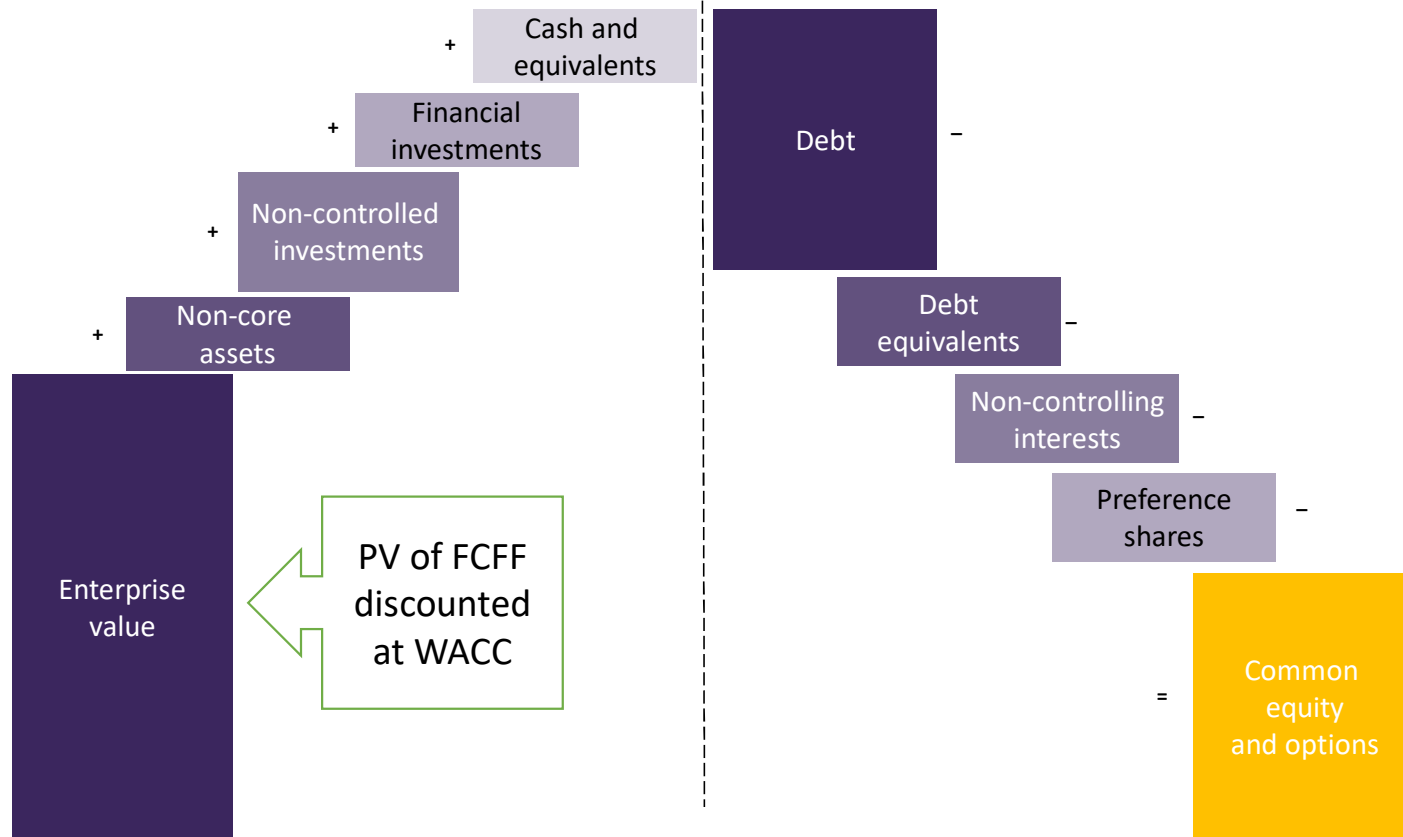 +
Cash and
equivalents
+
Financial
investments
+
Non-controlled
investments
+
Non-core
assets
Enterprise
value
PV of FCFF
discounted
at WACC
Debt
–
Debt
equivalents
–
Non-controlling
interests
–
Preference
shares
–
=
Common
equity
and options